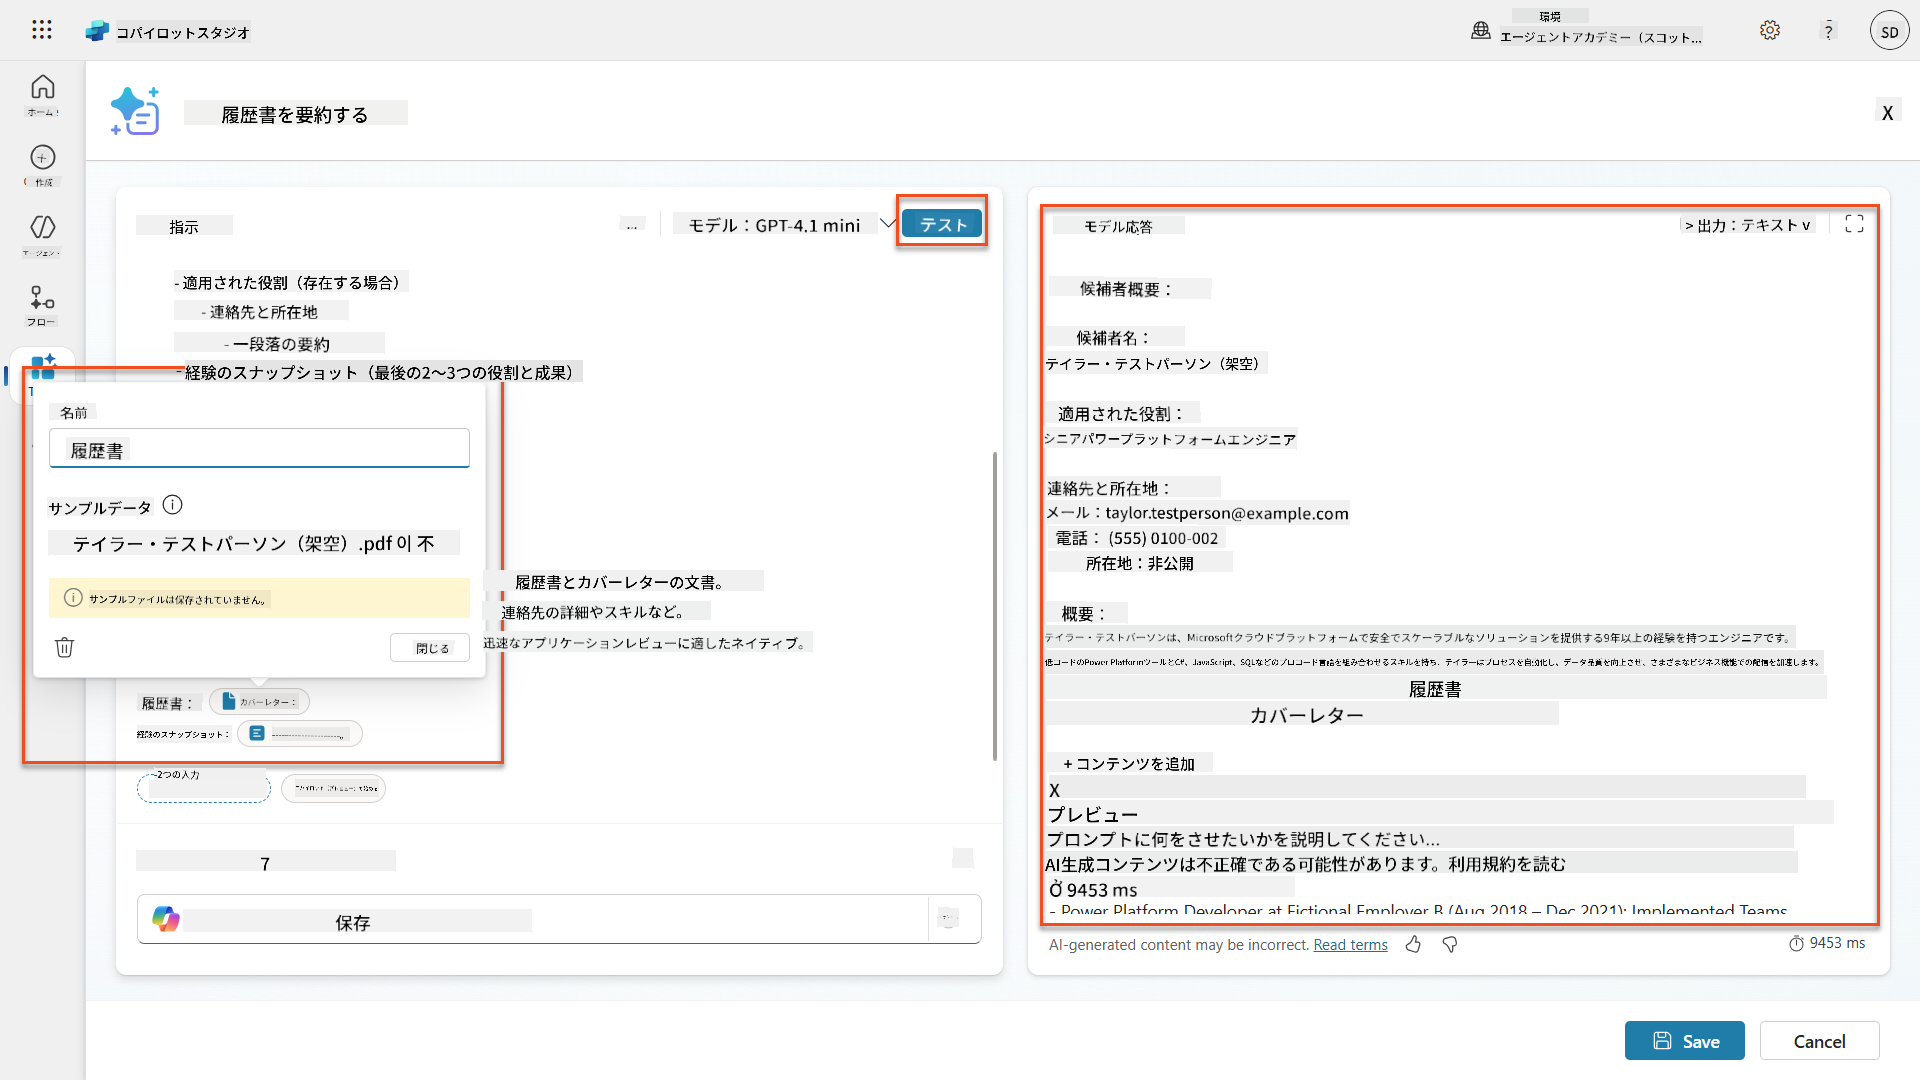 コパイロットスタジオ
環境
エージェントアカデミー（スコット...
?
SD
ホーム
作成
エージェント
フロー
履歴書を要約する
X
指示
...
モデル：GPT-4.1 mini
テスト
- 適用された役割（存在する場合）
- 連絡先と所在地
- 一段落の要約
- 経験のスナップショット（最後の2～3つの役割と成果）
名前
履歴書
サンプルデータ
テイラー・テストパーソン（架空）.pdf 이 不
サンプルファイルは保存されていません。
閉じる
履歴書とカバーレターの文書。
連絡先の詳細やスキルなど。
迅速なアプリケーションレビューに適したネイティブ。
履歴書：
カバーレター：
経験のスナップショット：
-2つの入力
7
保存
モデル応答
> 出力：テキスト v
候補者概要：
候補者名：
テイラー・テストパーソン（架空）
適用された役割：
シニアパワープラットフォームエンジニア
連絡先と所在地：
メール：taylor.testperson@example.com
電話： (555) 0100-002
所在地：非公開
概要：
テイラー・テストパーソンは、Microsoftクラウドプラットフォームで安全でスケーラブルなソリューションを提供する9年以上の経験を持つエンジニアです。
低コードのPower PlatformツールとC#、JavaScript、SQLなどのプロコード言語を組み合わせるスキルを持ち、テイラーはプロセスを自動化し、データ品質を向上させ、さまざまなビジネス機能での配信を加速します。
履歴書
カバーレター
+ コンテンツを追加
X
プレビュー
プロンプトに何をさせたいかを説明してください...
AI生成コンテンツは不正確である可能性があります。利用規約を読む
9453 ms
- Power Platform Developer at Fictional Employer B (Aug 2018 – Dec 2021): Implemented Teams
AI-generated content may be incorrect. Read terms
9453 ms
Save
Cancel